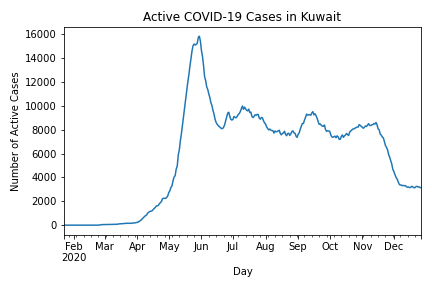 Active COVID-19 Cases in Kuwait
16000
14000
12000
10000
8000
6000
4000
2000
0
Number of Active Cases
Feb Mar Apr May Jun Jul Aug Sep Oct Nov Dec
2020
Day